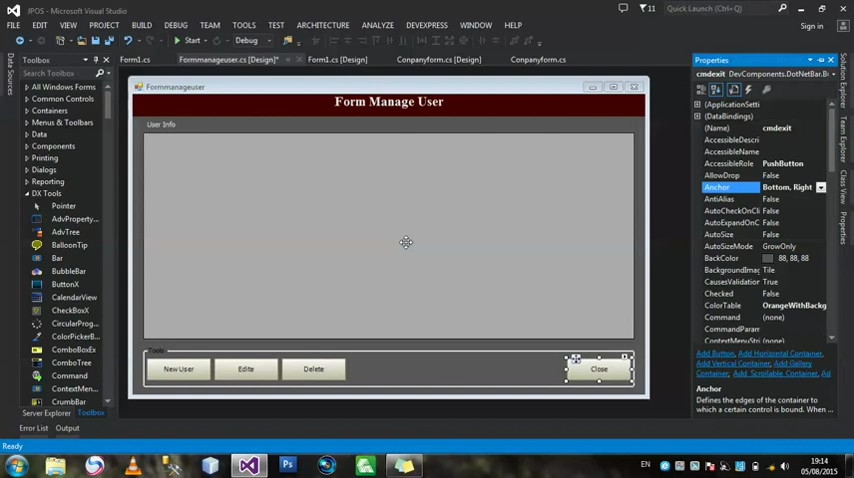 JPOS - Microsoft Visual Studio
11
Quick Launch (Ctrl+Q)
FILE EDIT VIEW PROJECT BUILD DEBUG TEAM TOOLS TEST ARCHITECTURE ANALYZE DEVEXPRESS WINDOW HELP
Sign in
Start Debug
Data Sources
Toolbox
Search Toolbox
All Windows Forms
Common Controls
Containers
Menus & Toolbars
Data
Components
Printing
Dialogs
Reporting
DX Tools
Pointer
AdvProperty...
AdvTree
BalloonTip
Bar
BubbleBar
ButtonX
CalendarView
CheckBoxX
CircularProg...
ColorPickerB...
ComboBoxEx
ComboTree
Command
ContextMen...
CrumbBar
Server Explorer Toolbox
Form1.cs Formmanageuser.cs [Design]* Form1.cs [Design] Conpanyform.cs [Design] Conpanyform.cs
Formmanageuser
Form Manage User
User Info
Tools
New User Edite Delete Close
Properties
cmdexit DevComponents.DotNetBar.Bu
(ApplicationSetti
(DataBindings)
(Name) cmdexit
AccessibleDescri
AccessibleName
AccessibleRole PushButton
AllowDrop False
Anchor Bottom, Right
AntiAlias False
AutoCheckOnCli False
AutoExpandOnC False
AutoSize False
AutoSizeMode GrowOnly
BackColor 88, 88, 88
BackgroundImag Tile
CausesValidation True
Checked False
ColorTable OrangeWithBackg
Command (none)
CommandParam
ContextMenuStri (none)
Add Button, Add Horizontal Container,
Add Vertical Container, Add Gallery
Container, Add Scrollable Container, Ad
Anchor
Defines the edges of the container
to which a certain control is bound. When ...
Solution Explorer
Team Explorer
Class View
Properties
Error List Output
Ready
EN
19:14
05/08/2015